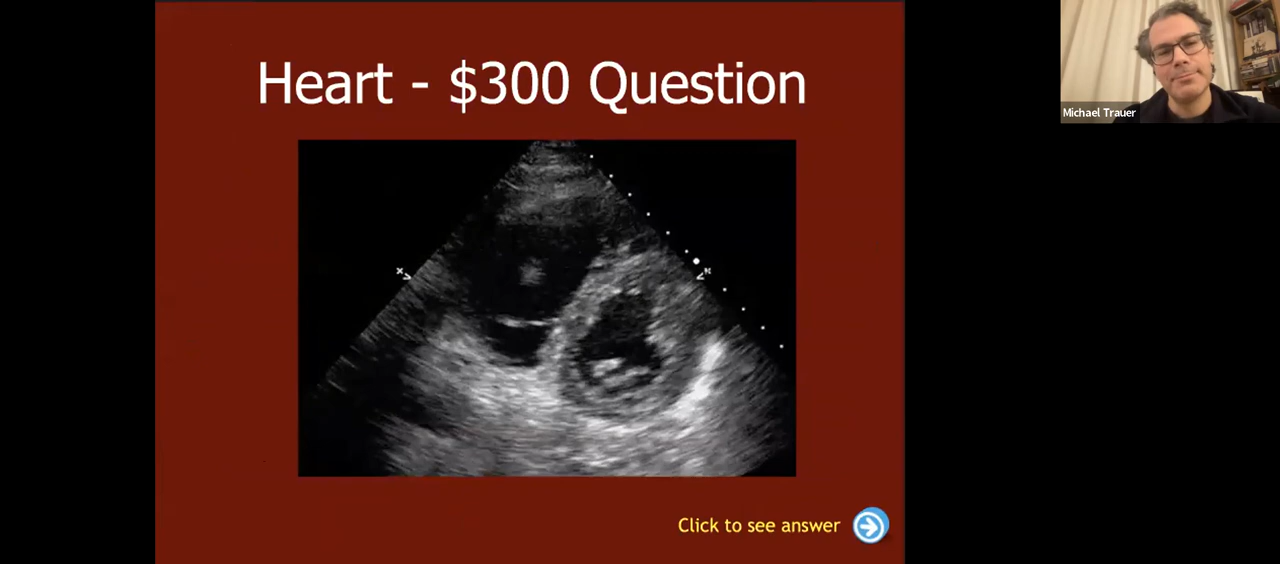 Heart - $300 Question
Michael Trauer
Click to see answer